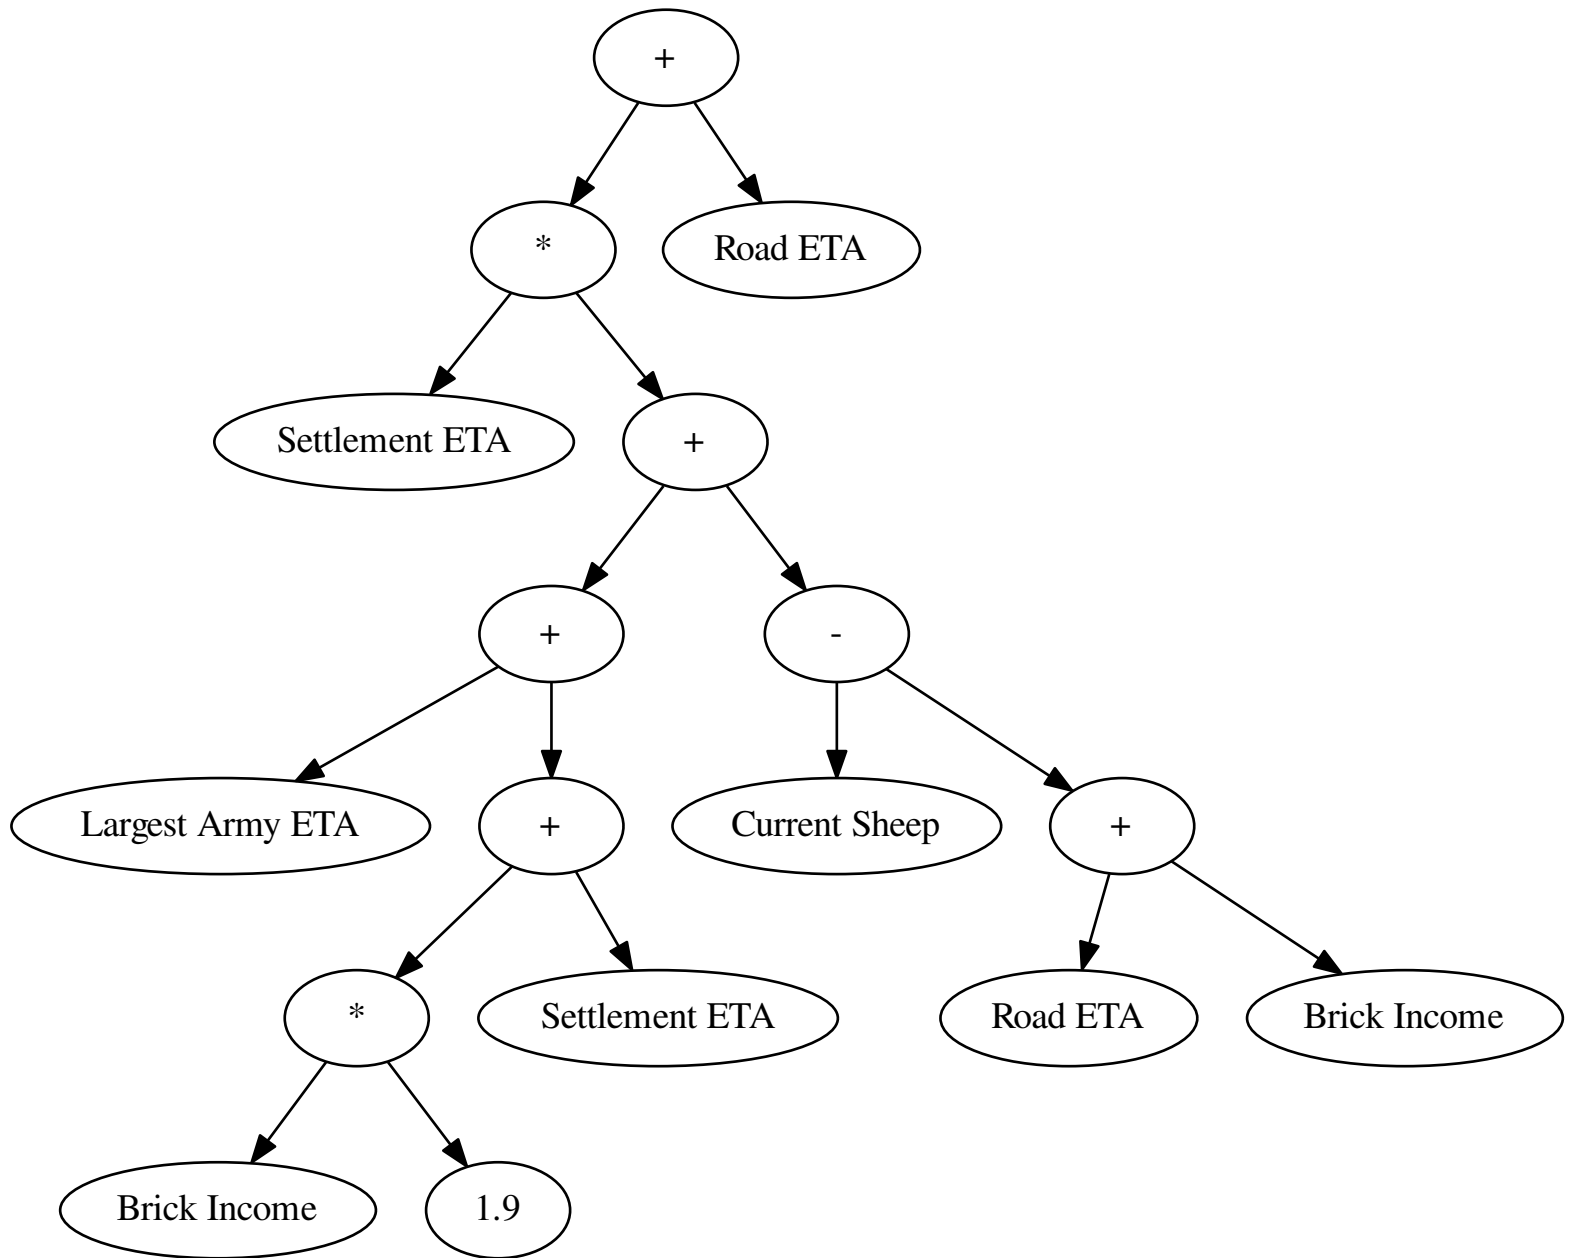 +
*
Road ETA
Settlement ETA
+
+
-
Largest Army ETA
+
Current Sheep
+
*
Settlement ETA
Road ETA
Brick Income
Brick Income
1.9